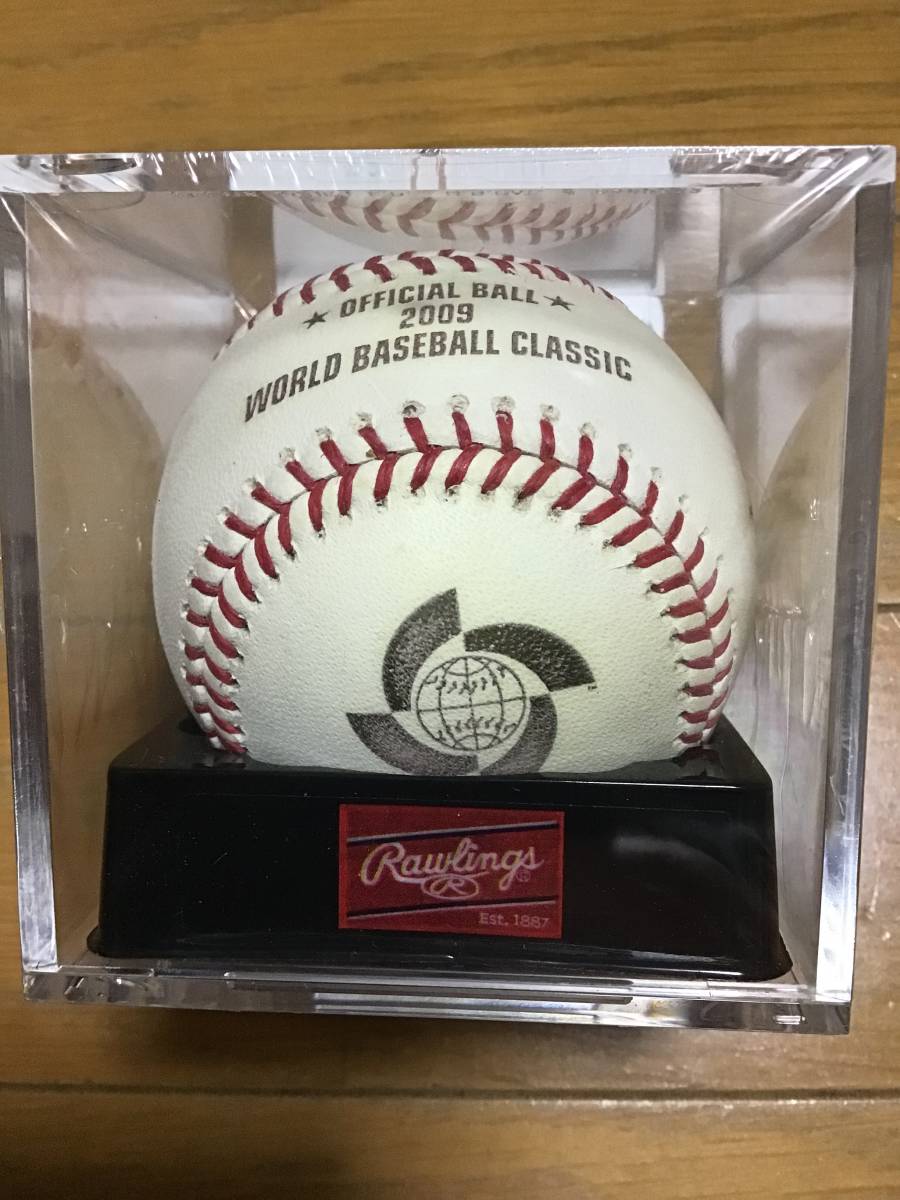 ★ OFFICIAL BALL ★
2009
WORLD BASEBALL CLASSIC
Rawlings®
R
Est. 1887